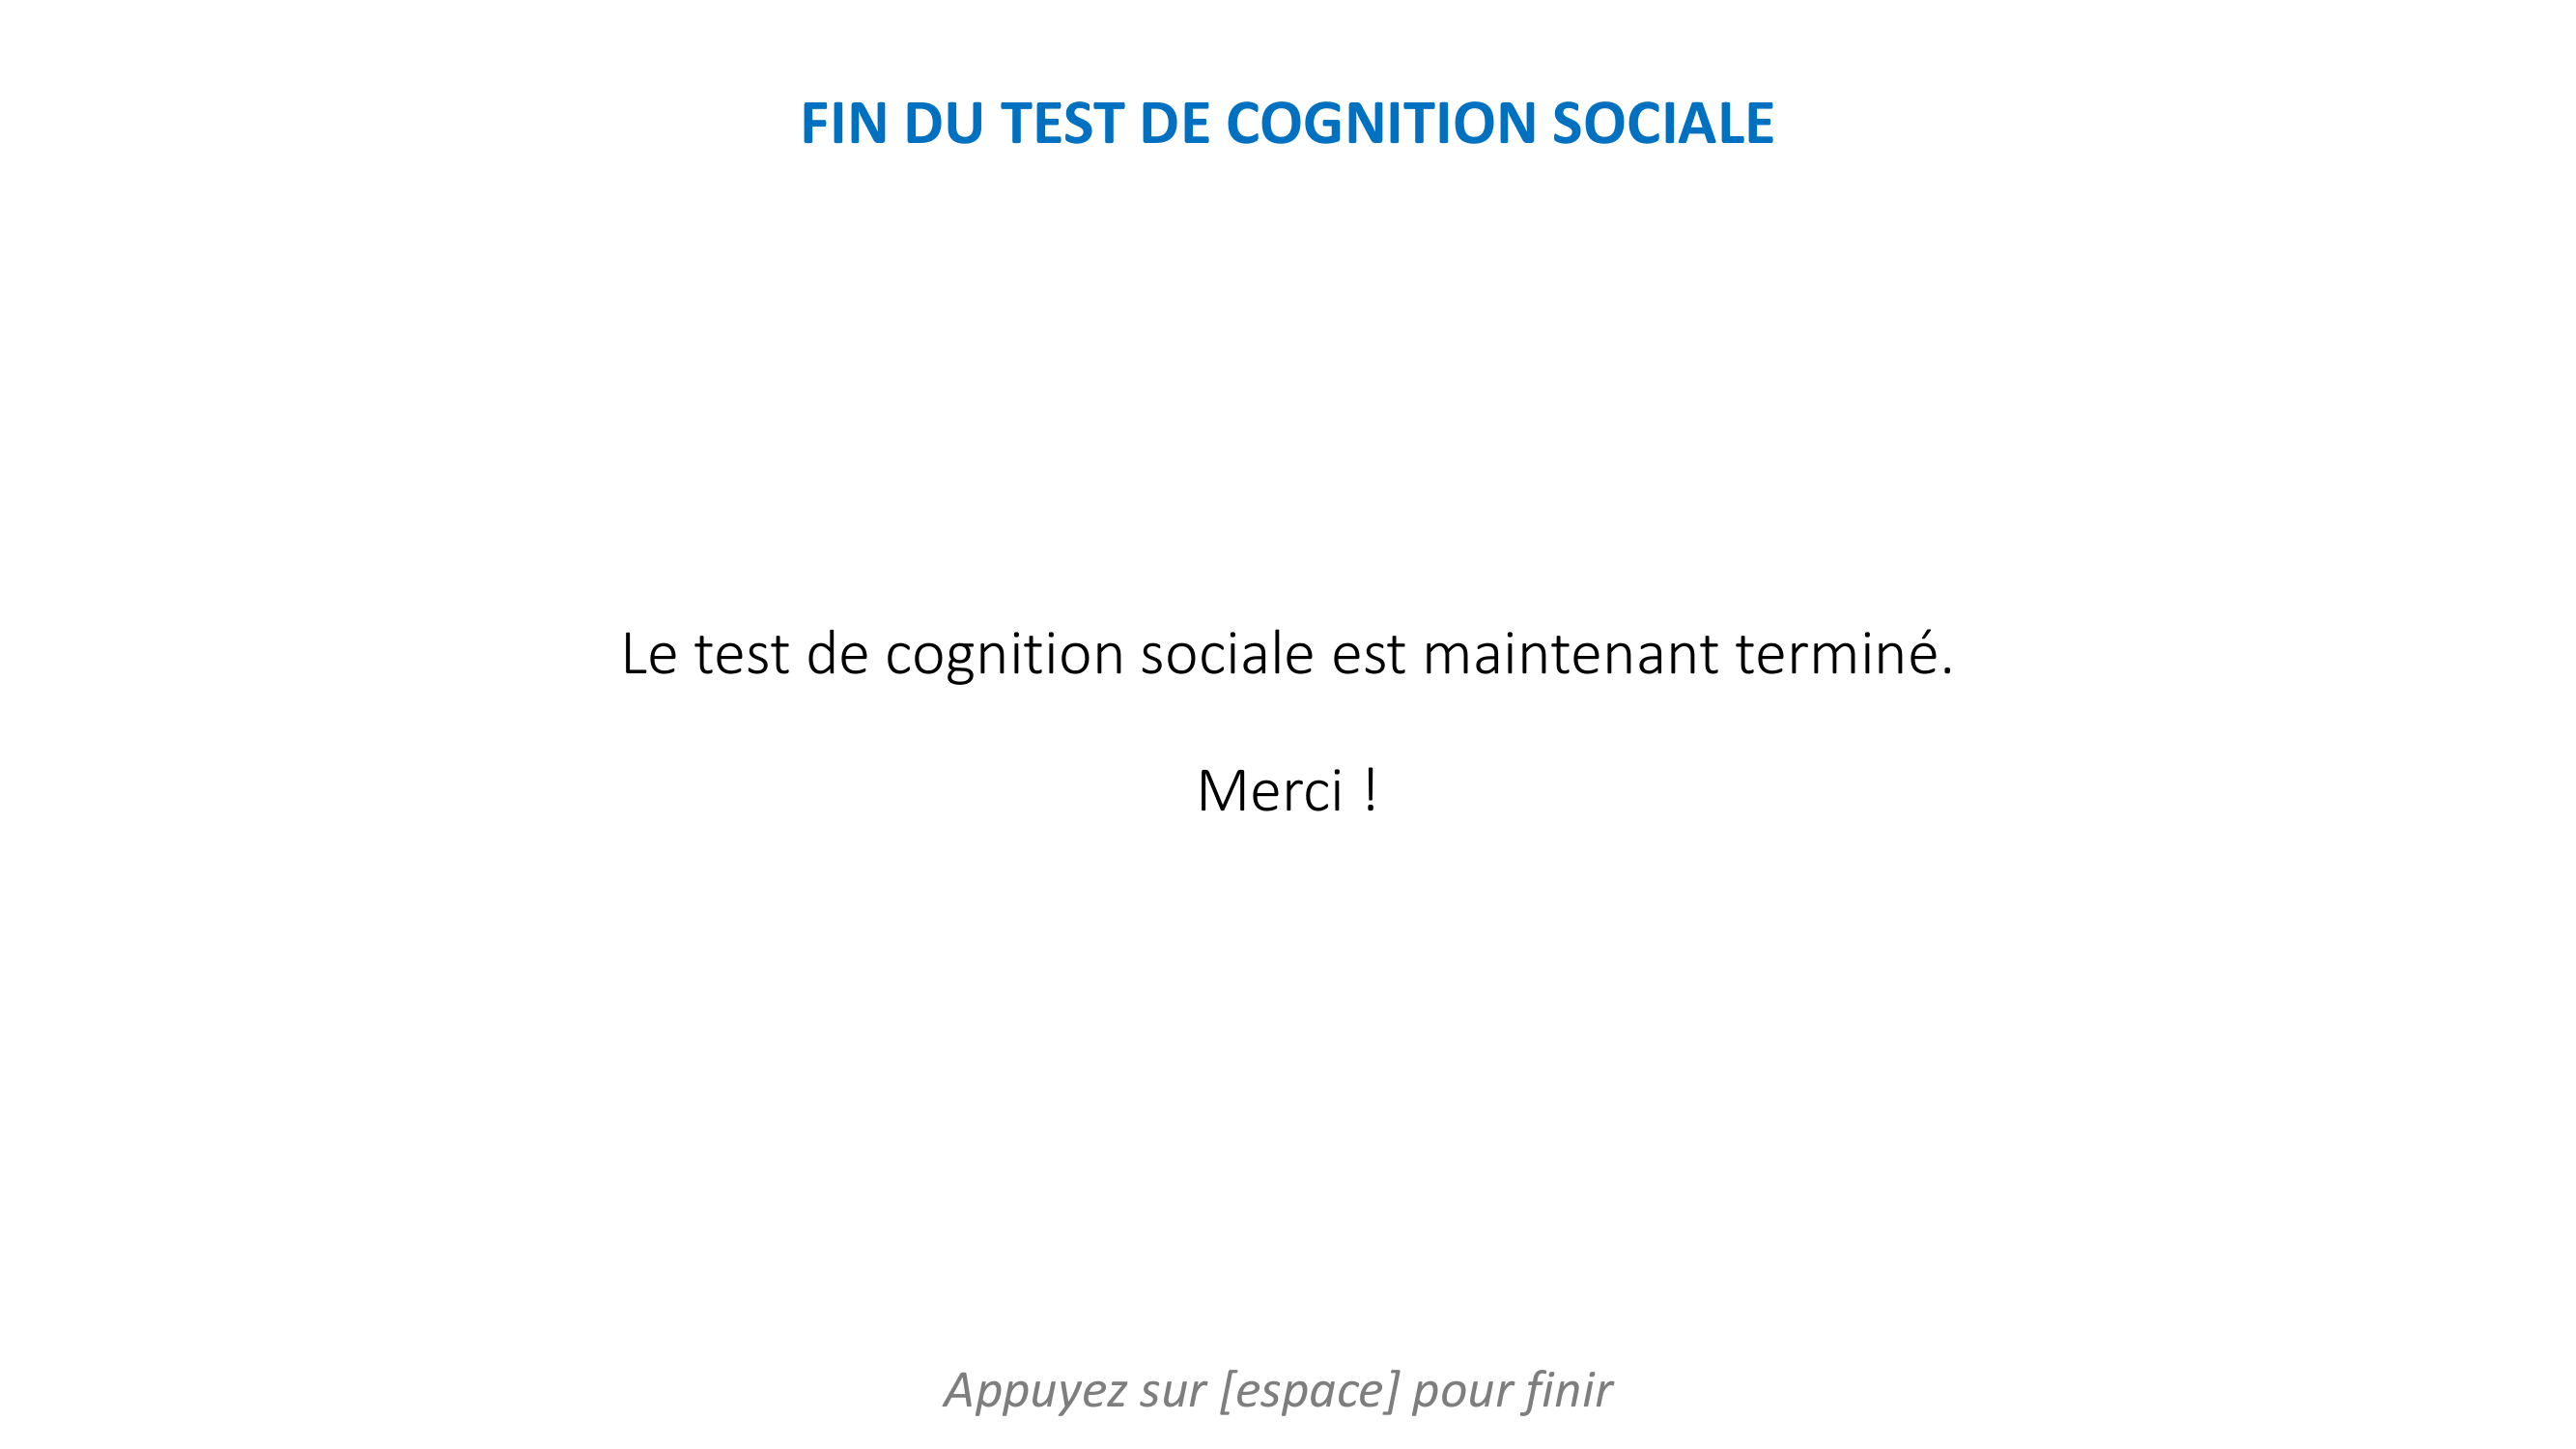 FIN DU TEST DE COGNITION SOCIALE
Le test de cognition sociale est maintenant terminé.
Merci !
Appuyez sur [espace] pour finir